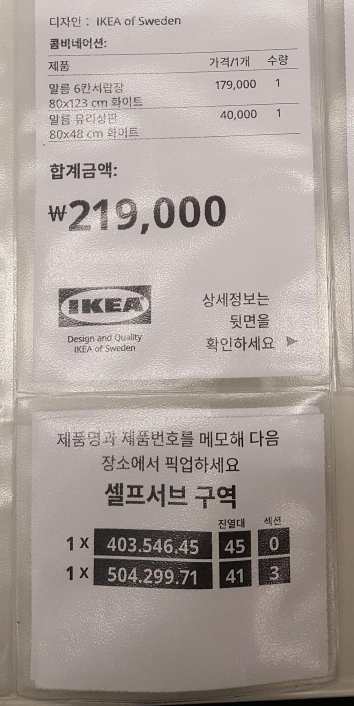 디자인 : IKEA of Sweden
콤비네이션:
제품 가격/1개 수량
말름 6칸서랍장 179,000 1
80x123 cm 화이트
말름 유리상판 40,000 1
80x48 cm 화이트
합계금액:
₩219,000
IKEA
Design and Quality
IKEA of Sweden
상세정보는
뒷면을
확인하세요 ▶
제품명과 제품번호를 메모해 다음
장소에서 픽업하세요
셀프서브 구역
진열대 섹션
1 X 403.546.45 45 0
1 X 504.299.71 41 3